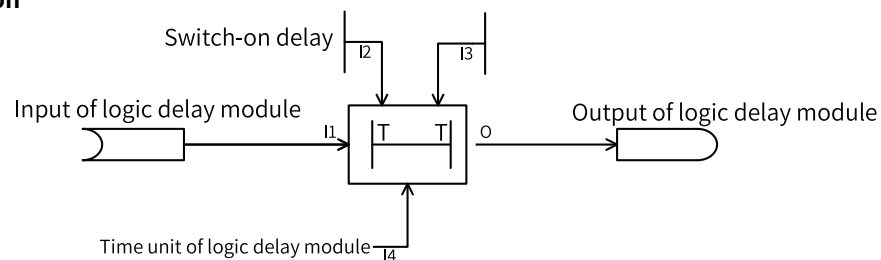 Switch-on delay
I2
I3
Input of logic delay module
Output of logic delay module
I1
T
T
O
Time unit of logic delay module
I4